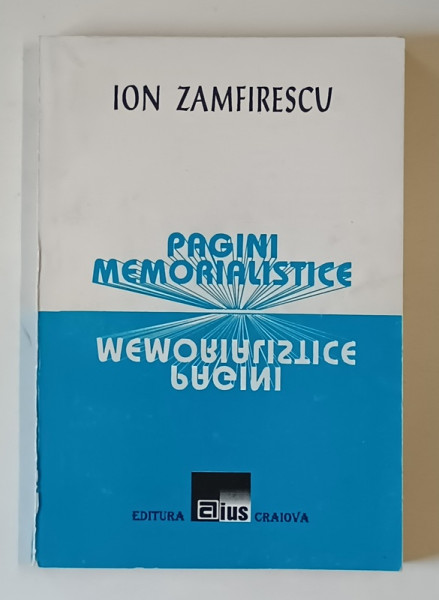 ION ZAMFIRESCU
PAGINI
MEMORIALISTICE
MEMORIALISTICE
PAGINI
EDITURA aius CRAIOVA